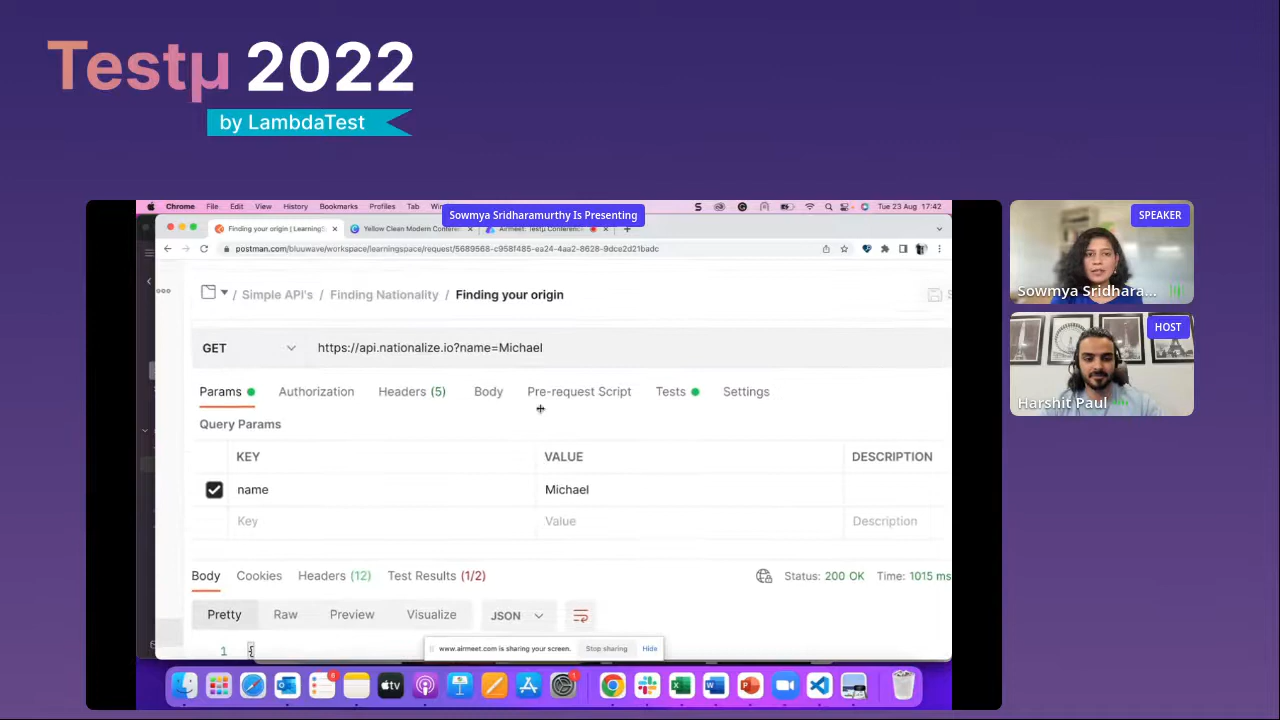 Testμ 2022
by LambdaTest
Chrome File Edit View History Bookmarks Profiles Tab
Tue 23 Aug 17:42
Sowmya Sridharamurthy Is Presenting
Finding your origin | Learning
Yellow Clean Modern Confer
Airmeet: Testμ Conferenc
postman.com/bluuwave/workspace/learningspace/request/5689568-c958f485-ea24-4aa2-8628-9dce2d21badc
/ Simple API's / Finding Nationality / Finding your origin
GET https://api.nationalize.io?name=Michael
Params Authorization Headers (5) Body Pre-request Script Tests Settings
Query Params
KEY VALUE DESCRIPTION
name Michael
Key Value Description
Body Cookies Headers (12) Test Results (1/2) Status: 200 OK Time: 1015 ms
Pretty Raw Preview Visualize JSON
1 {
www.airmeet.com is sharing your screen. Stop sharing Hide
tv
SPEAKER
Sowmya Sridhara...
HOST
Harshit Paul